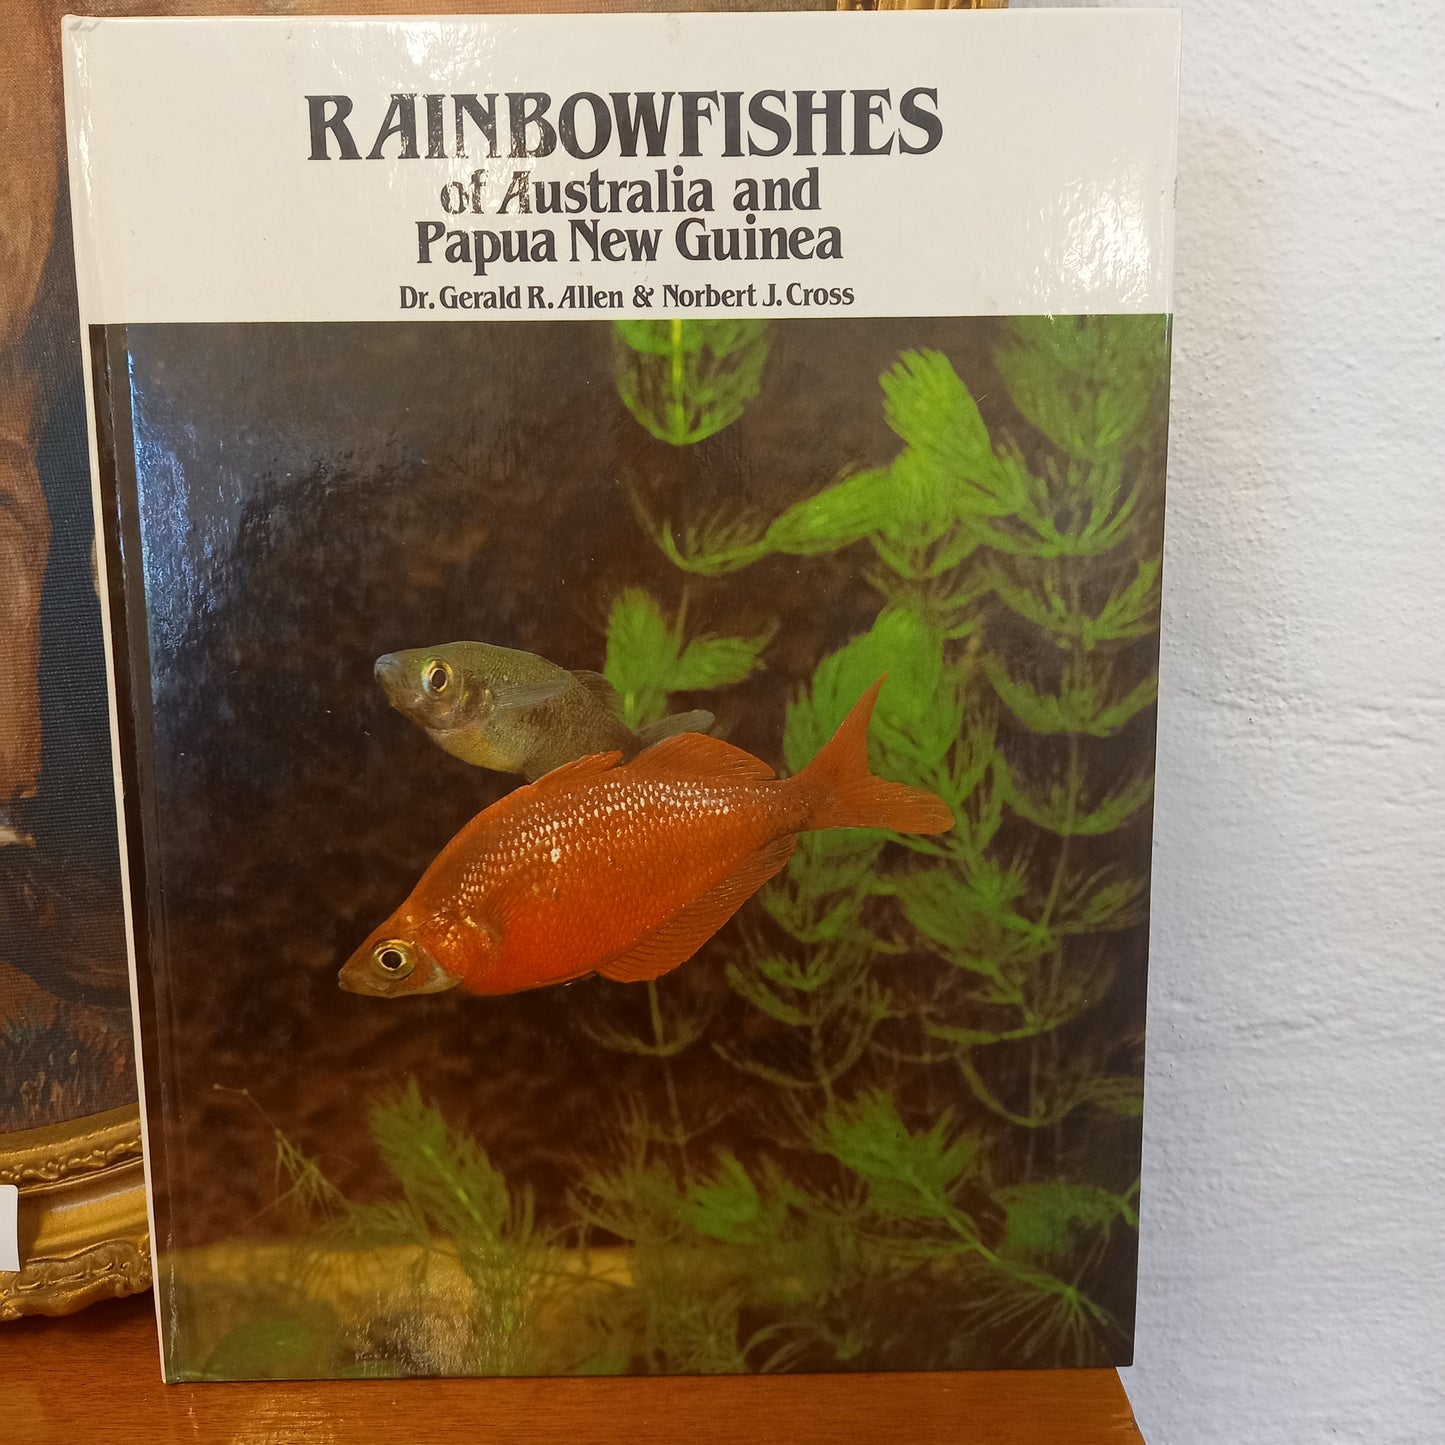 RAINBOWFISHES
of Australia and
Papua New Guinea
Dr. Gerald R. Allen & Norbert J. Cross